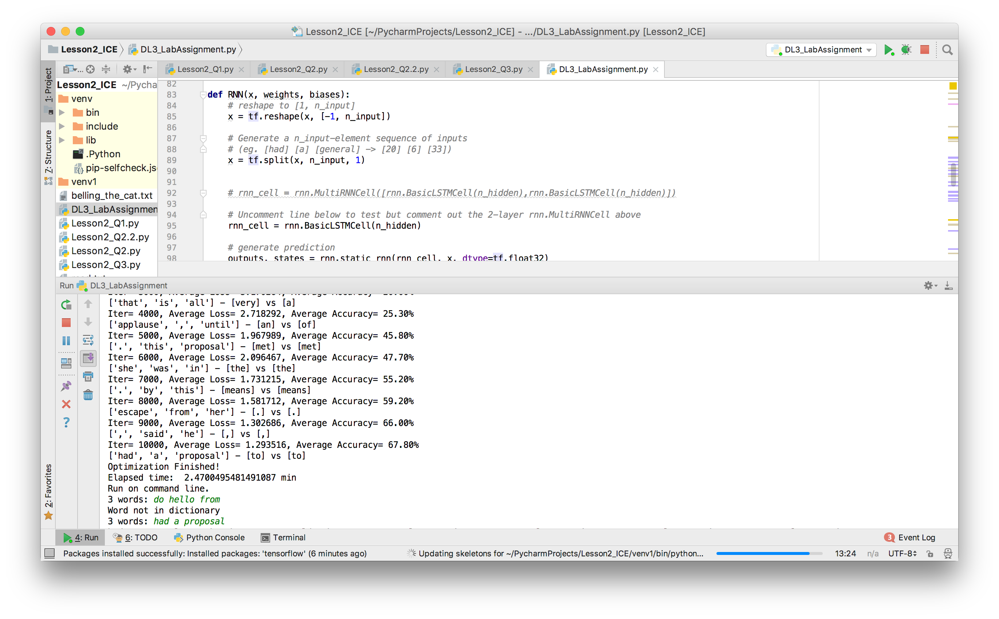 Lesson2_ICE [~/PycharmProjects/Lesson2_ICE] - .../DL3_LabAssignment.py [Lesson2_ICE]
Lesson2_ICE
DL3_LabAssignment.py
DL3_LabAssignment
1: Project
7: Structure
2: Favorites
...
Lesson2_Q1.py
Lesson2_Q2.py
Lesson2_Q2.2.py
Lesson2_Q3.py
DL3_LabAssignment.py
Lesson2_ICE ~/Pycha
venv
bin
include
lib
.Python
pip-selfcheck.js
venv1
belling_the_cat.txt
DL3_LabAssignmen
Lesson2_Q1.py
Lesson2_Q2.2.py
Lesson2_Q2.py
Lesson2_Q3.py
82
83 def RNN(x, weights, biases):
84 # reshape to [1, n_input]
85 x = tf.reshape(x, [-1, n_input])
86
87 # Generate a n_input-element sequence of inputs
88 # (eg. [had] [a] [general] -> [20] [6] [33])
89 x = tf.split(x, n_input, 1)
90
91
92 # rnn_cell = rnn.MultiRNNCell([rnn.BasicLSTMCell(n_hidden),rnn.BasicLSTMCell(n_hidden)])
93
94 # Uncomment line below to test but comment out the 2-layer rnn.MultiRNNCell above
95 rnn_cell = rnn.BasicLSTMCell(n_hidden)
96
97 # generate prediction
98 outputs, states = rnn.static_rnn(rnn_cell, x, dtype=tf.float32)
Run DL3_LabAssignment
['that', 'is', 'all'] - [very] vs [a]
Iter= 4000, Average Loss= 2.718292, Average Accuracy= 25.30%
['applause', ',', 'until'] - [an] vs [of]
Iter= 5000, Average Loss= 1.967989, Average Accuracy= 45.80%
['.', 'this', 'proposal'] - [met] vs [met]
Iter= 6000, Average Loss= 2.096467, Average Accuracy= 47.70%
['she', 'was', 'in'] - [the] vs [the]
Iter= 7000, Average Loss= 1.731215, Average Accuracy= 55.20%
['.', 'by', 'this'] - [means] vs [means]
Iter= 8000, Average Loss= 1.581712, Average Accuracy= 59.20%
['escape', 'from', 'her'] - [.] vs [.]
Iter= 9000, Average Loss= 1.302686, Average Accuracy= 66.00%
[',', 'said', 'he'] - [,] vs [,]
Iter= 10000, Average Loss= 1.293516, Average Accuracy= 67.80%
['had', 'a', 'proposal'] - [to] vs [to]
Optimization Finished!
Elapsed time:  2.4700495481491087 min
Run on command line.
3 words: do hello from
Word not in dictionary
3 words: had a proposal
4: Run
6: TODO
Python Console
Terminal
3 Event Log
Packages installed successfully: Installed packages: 'tensorflow' (6 minutes ago)
Updating skeletons for ~/PycharmProjects/Lesson2_ICE/venv1/bin/python...
13:24
n/a
UTF-8